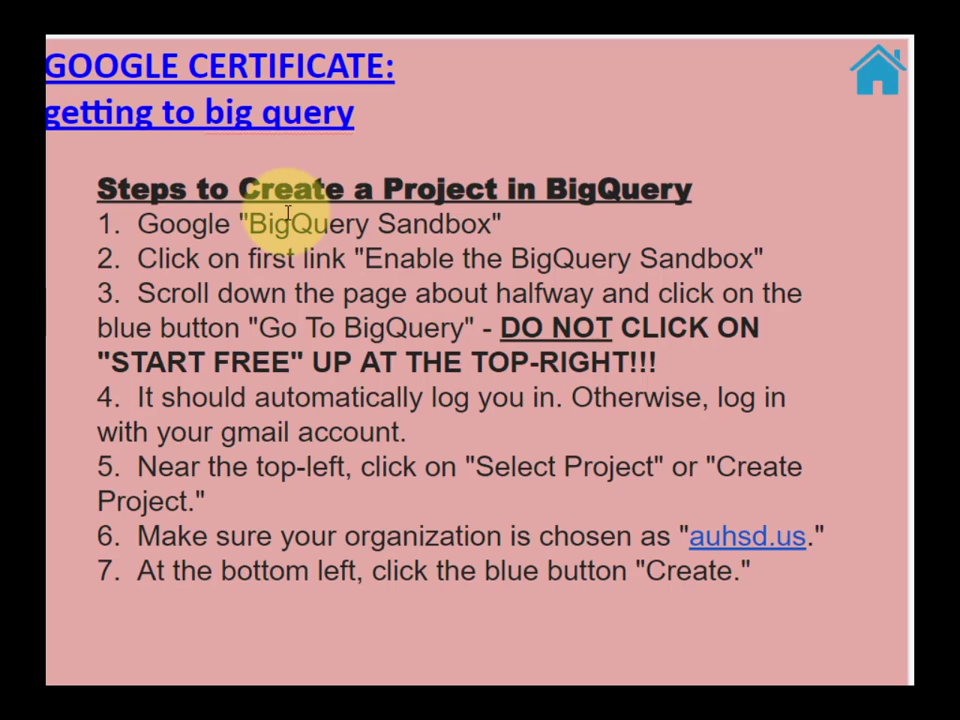 GOOGLE CERTIFICATE:
getting to big query
Steps to Create a Project in BigQuery
1. Google "BigQuery Sandbox"
2. Click on first link "Enable the BigQuery Sandbox"
3. Scroll down the page about halfway and click on the
blue button "Go To BigQuery" - DO NOT CLICK ON
"START FREE" UP AT THE TOP-RIGHT!!!
4. It should automatically log you in. Otherwise, log in
with your gmail account.
5. Near the top-left, click on "Select Project" or "Create
Project."
6. Make sure your organization is chosen as "auhsd.us."
7. At the bottom left, click the blue button "Create."